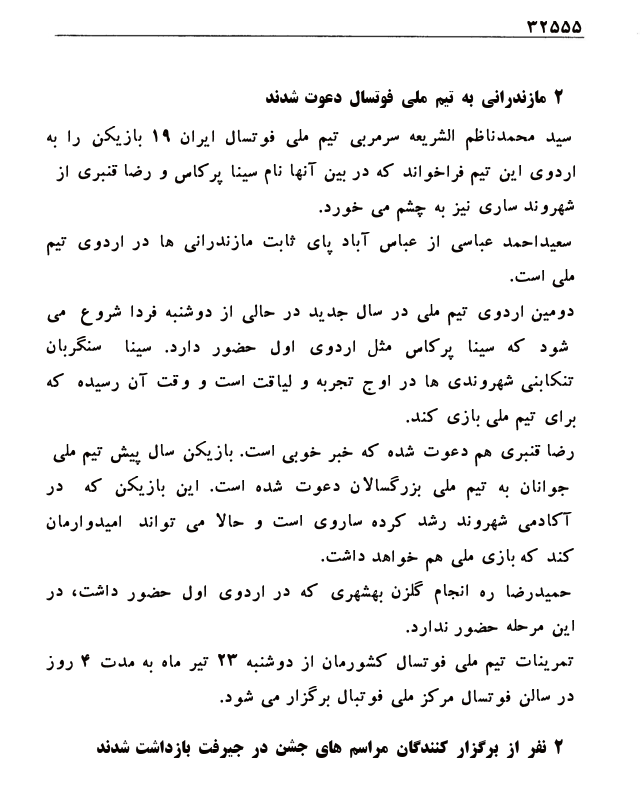 ۳۲۵۵۵
۲ مازندرانی به تیم ملی فوتسال دعوت شدند
سید محمدناظم الشریعه سرمربی تیم ملی فوتسال ایران ۱۹ بازیکن را به
اردوی این تیم فراخواند که در بین آنها نام سینا پرکاس و رضا قنبری از
شهروند ساری نیز به چشم می خورد.
سعیداحمد عباسی از عباس آباد پای ثابت مازندرانی ها در اردوی تیم
ملی است.
دومین اردوی تیم ملی در سال جدید در حالی از دوشنبه فردا شروع می
شود که سینا پرکاس مثل اردوی اول حضور دارد. سینا سنگربان
تنکابنی شهروندی ها در اوج تجربه و لیاقت است و وقت آن رسیده که
برای تیم ملی بازی کند.
رضا قنبری هم دعوت شده که خبر خوبی است. بازیکن سال پیش تیم ملی
جوانان به تیم ملی بزرگسالان دعوت شده است. این بازیکن که در
آکادمی شهروند رشد کرده ساروی است و حالا می تواند امیدوارمان
کند که بازی ملی هم خواهد داشت.
حمیدرضا ره انجام گلزن بهشهری که در اردوی اول حضور داشت، در
این مرحله حضور ندارد.
تمرینات تیم ملی فوتسال کشورمان از دوشنبه ۲۳ تیر ماه به مدت ۴ روز
در سالن فوتسال مرکز ملی فوتبال برگزار می شود.
۲ نفر از برگزار کنندگان مراسم های جشن در جیرفت بازداشت شدند